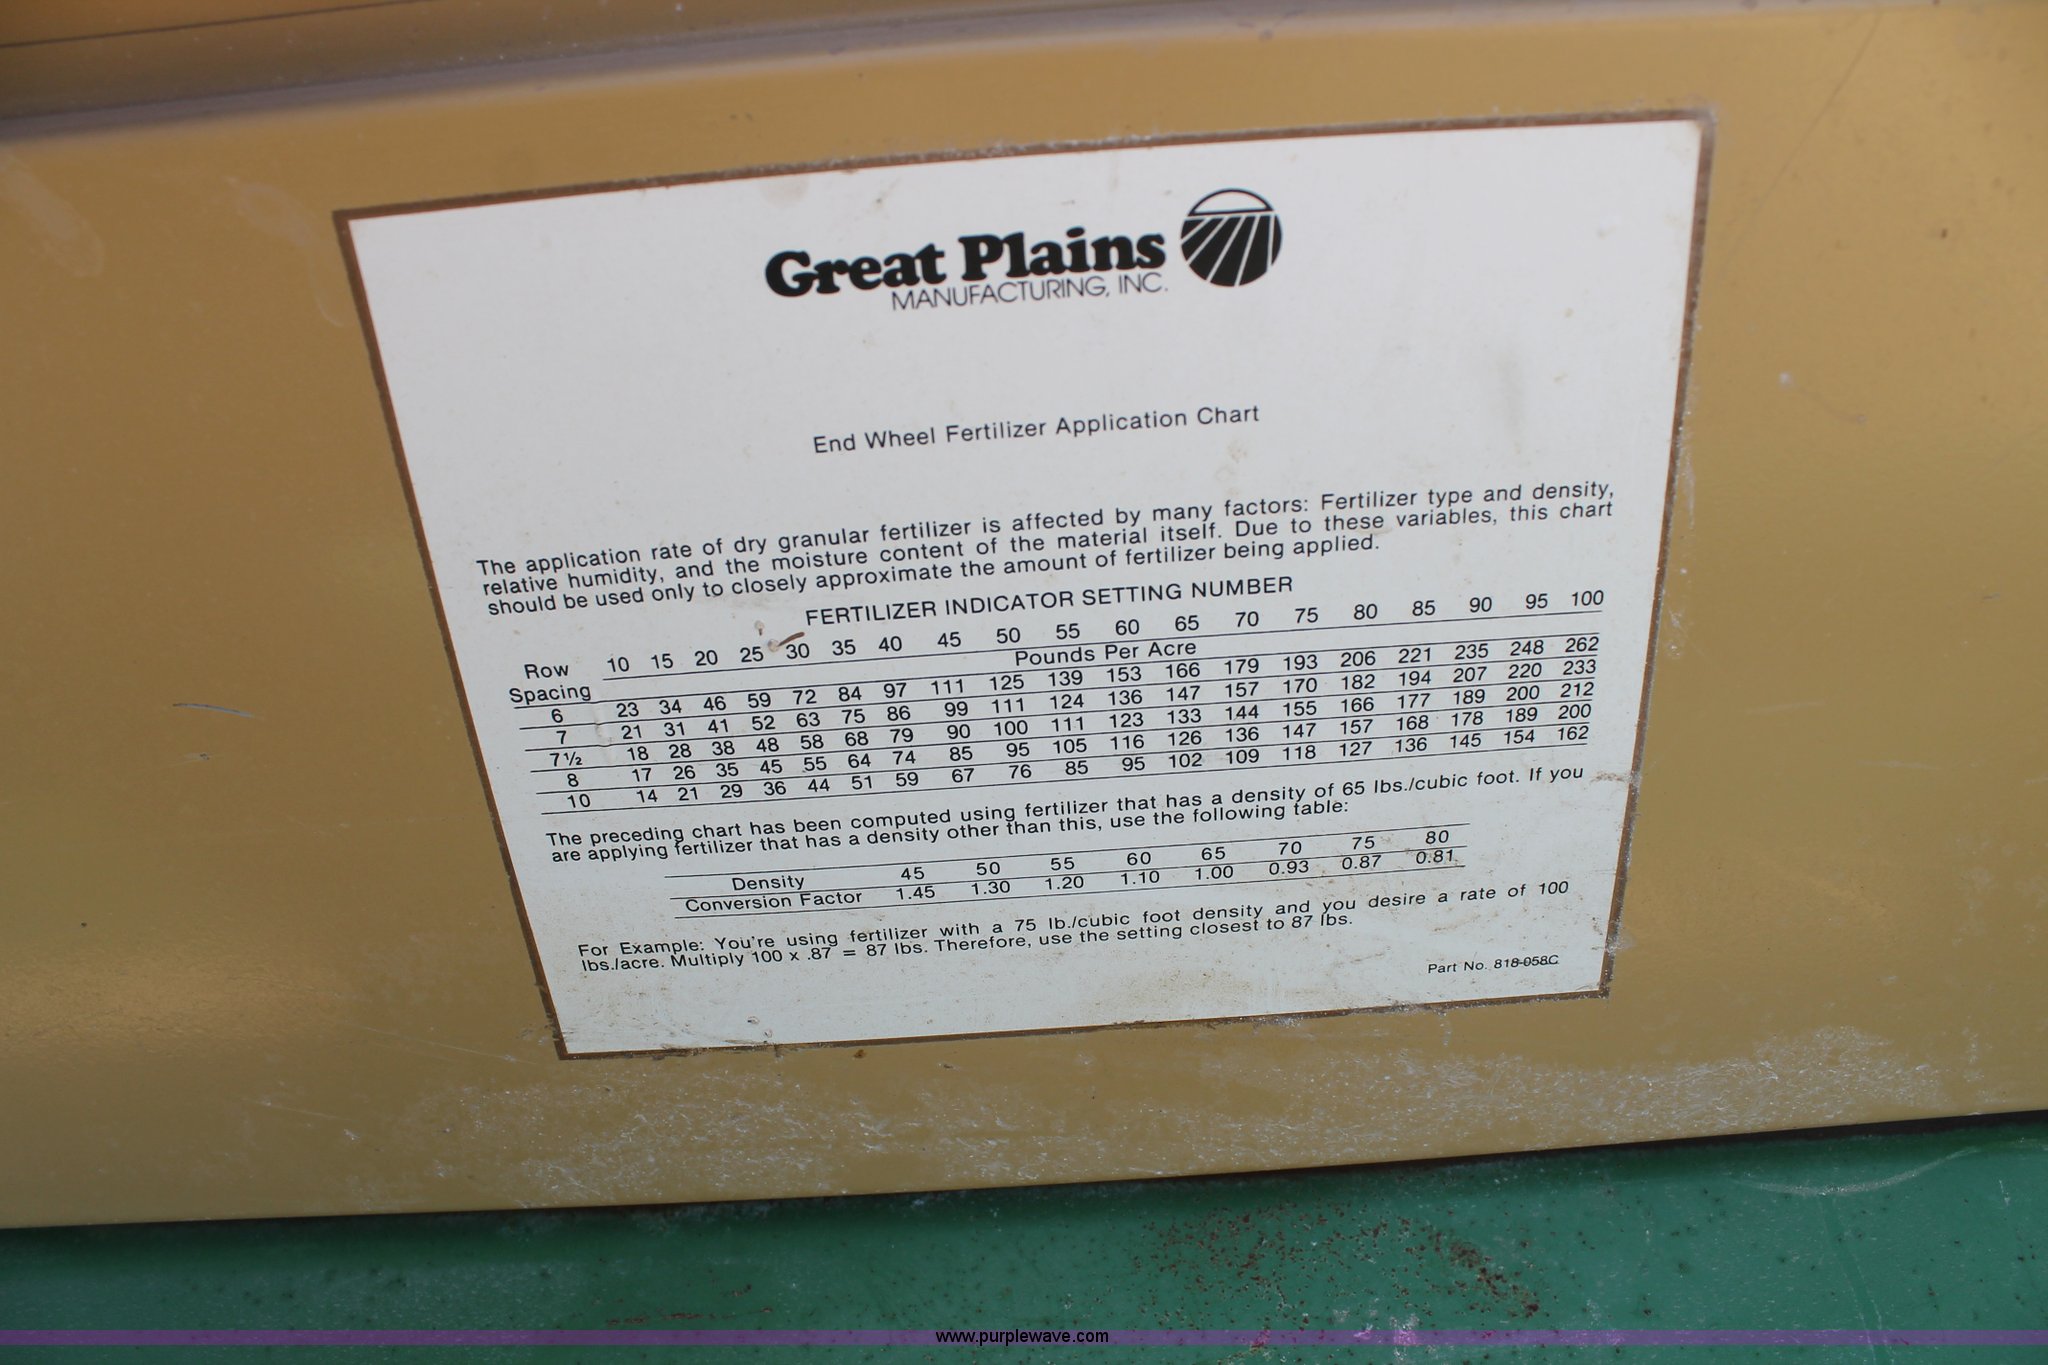 Great Plains
MANUFACTURING, INC.
End Wheel Fertilizer Application Chart
The application rate of dry granular fertilizer is affected by many factors: Fertilizer type and density,
relative humidity, and the moisture content of the material itself. Due to these variables, this chart
should be used only to closely approximate the amount of fertilizer being applied.
FERTILIZER INDICATOR SETTING NUMBER
Row 10 15 20 25 30 35 40 45 50 55 60 65 70 75 80 85 90 95 100
Spacing Pounds Per Acre
6 23 34 46 59 72 84 97 111 125 139 153 166 179 193 206 221 235 248 262
7 21 31 41 52 63 75 86 99 111 124 136 147 157 170 182 194 207 220 233
7½ 18 28 38 48 58 68 79 90 100 111 123 133 144 155 166 177 189 200 212
8 17 26 35 45 55 64 74 85 95 105 116 126 136 147 157 168 178 189 200
10 14 21 29 36 44 51 59 67 76 85 95 102 109 118 127 136 145 154 162
The preceding chart has been computed using fertilizer that has a density of 65 lbs./cubic foot. If you
are applying fertilizer that has a density other than this, use the following table:
Density 45 50 55 60 65 70 75 80
Conversion Factor 1.45 1.30 1.20 1.10 1.00 0.93 0.87 0.81
For Example: You're using fertilizer with a 75 lb./cubic foot density and you desire a rate of 100
lbs./acre. Multiply 100 x .87 = 87 lbs. Therefore, use the setting closest to 87 lbs.
Part No. 818-058C
www.purplewave.com